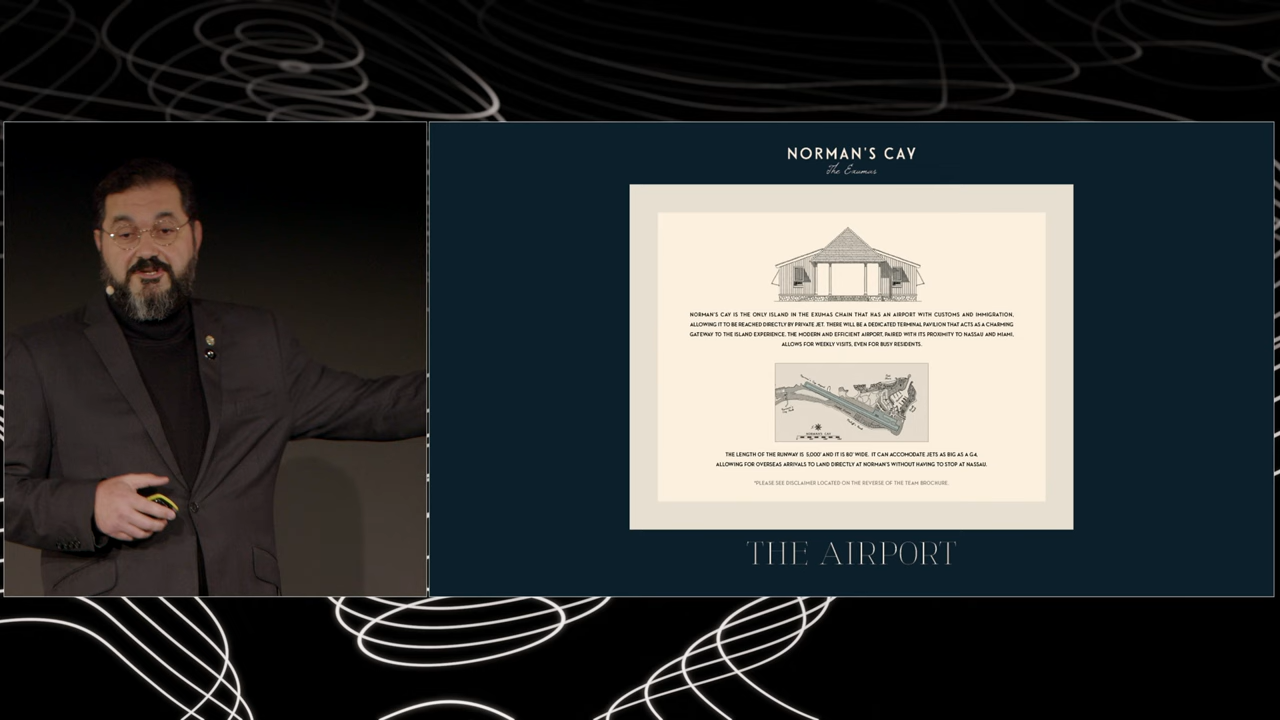 NORMAN'S CAY
The Exumas
NORMAN'S CAY IS THE ONLY ISLAND IN THE EXUMAS CHAIN THAT HAS AN AIRPORT WITH CUSTOMS AND IMMIGRATION,
ALLOWING IT TO BE REACHED DIRECTLY BY PRIVATE JET. THERE WILL BE A DEDICATED TERMINAL PAVILION THAT ACTS AS A CHARMING
GATEWAY TO THE ISLAND EXPERIENCE. THE MODERN AND EFFICIENT AIRPORT, PAIRED WITH ITS PROXIMITY TO NASSAU AND MIAMI,
ALLOWS FOR WEEKLY VISITS, EVEN FOR BUSY RESIDENTS.
NORMAN'S CAY
THE LENGTH OF THE RUNWAY IS 5,000' AND IT IS 80' WIDE. IT CAN ACCOMODATE JETS AS BIG AS A G4,
ALLOWING FOR OVERSEAS ARRIVALS TO LAND DIRECTLY AT NORMAN'S WITHOUT HAVING TO STOP AT NASSAU.
*PLEASE SEE DISCLAIMER LOCATED ON THE REVERSE OF THE TEAM BROCHURE.
THE AIRPORT